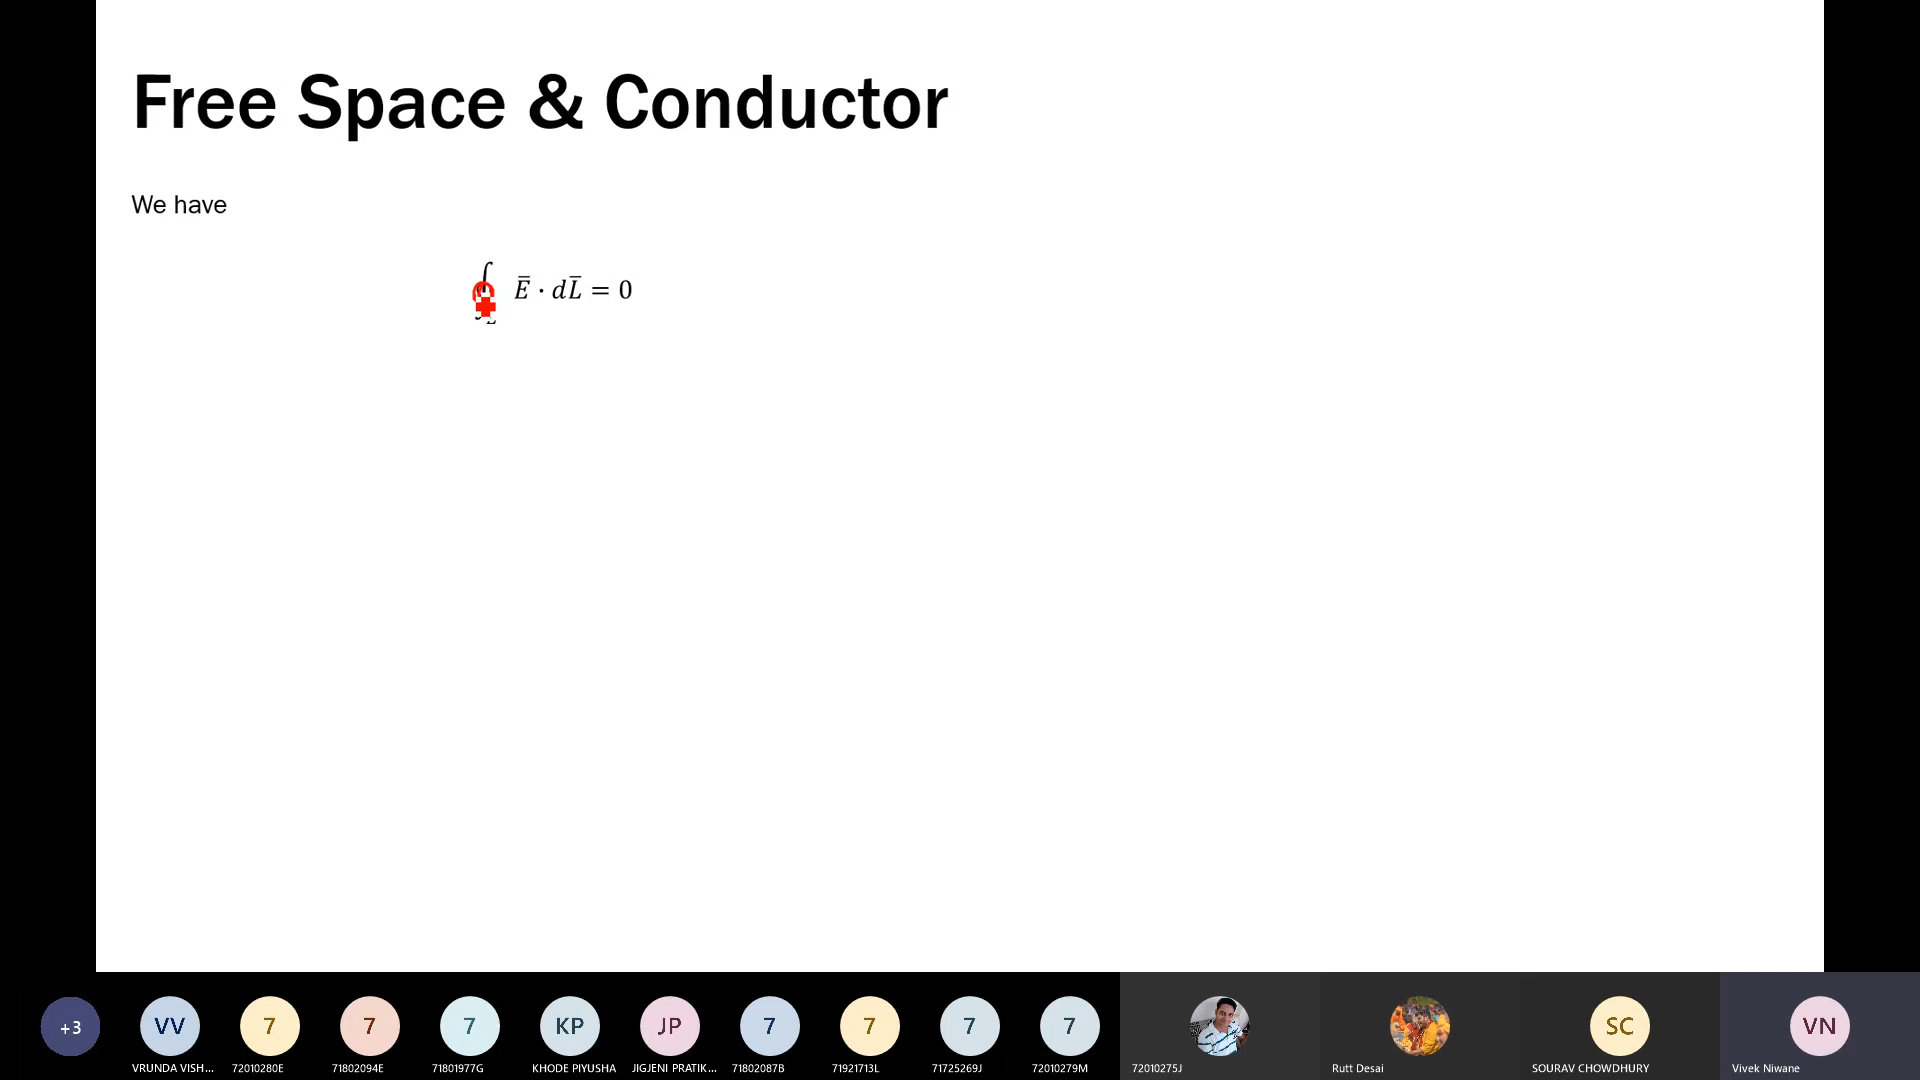 Free Space & Conductor
We have
∮_L E̅ · dL̅ = 0
+3
VV
7
7
7
KP
JP
7
7
7
7
SC
VN
VRUNDA VISH...
72010280E
71802094E
71801977G
KHODE PIYUSHA
JIGJENI PRATIK...
71802087B
71921713L
71725269J
72010279M
72010275J
Rutt Desai
SOURAV CHOWDHURY
Vivek Niwane